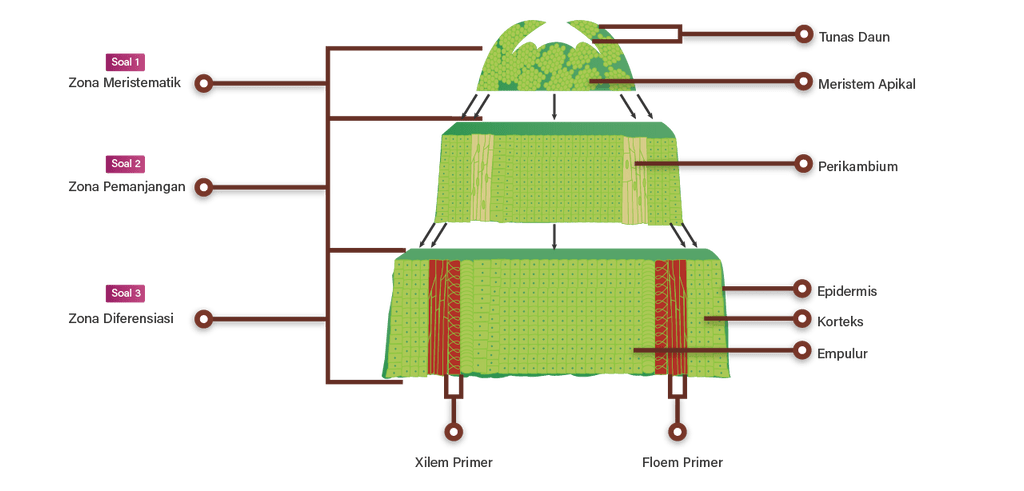 Soal 1
Zona Meristematik
Soal 2
Zona Pemanjangan
Soal 3
Zona Diferensiasi
Tunas Daun
Meristem Apikal
Perikambium
Epidermis
Korteks
Empulur
Xilem Primer
Floem Primer